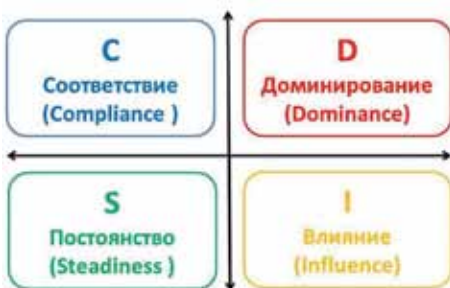 C
Соответствие
(Compliance )
D
Доминирование
(Dominance)
S
Постоянство
(Steadiness )
I
Влияние
(Influence)